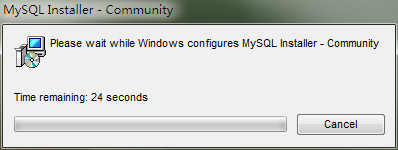 MySQL Installer - Community
Please wait while Windows configures MySQL Installer - Community
Time remaining: 24 seconds
Cancel